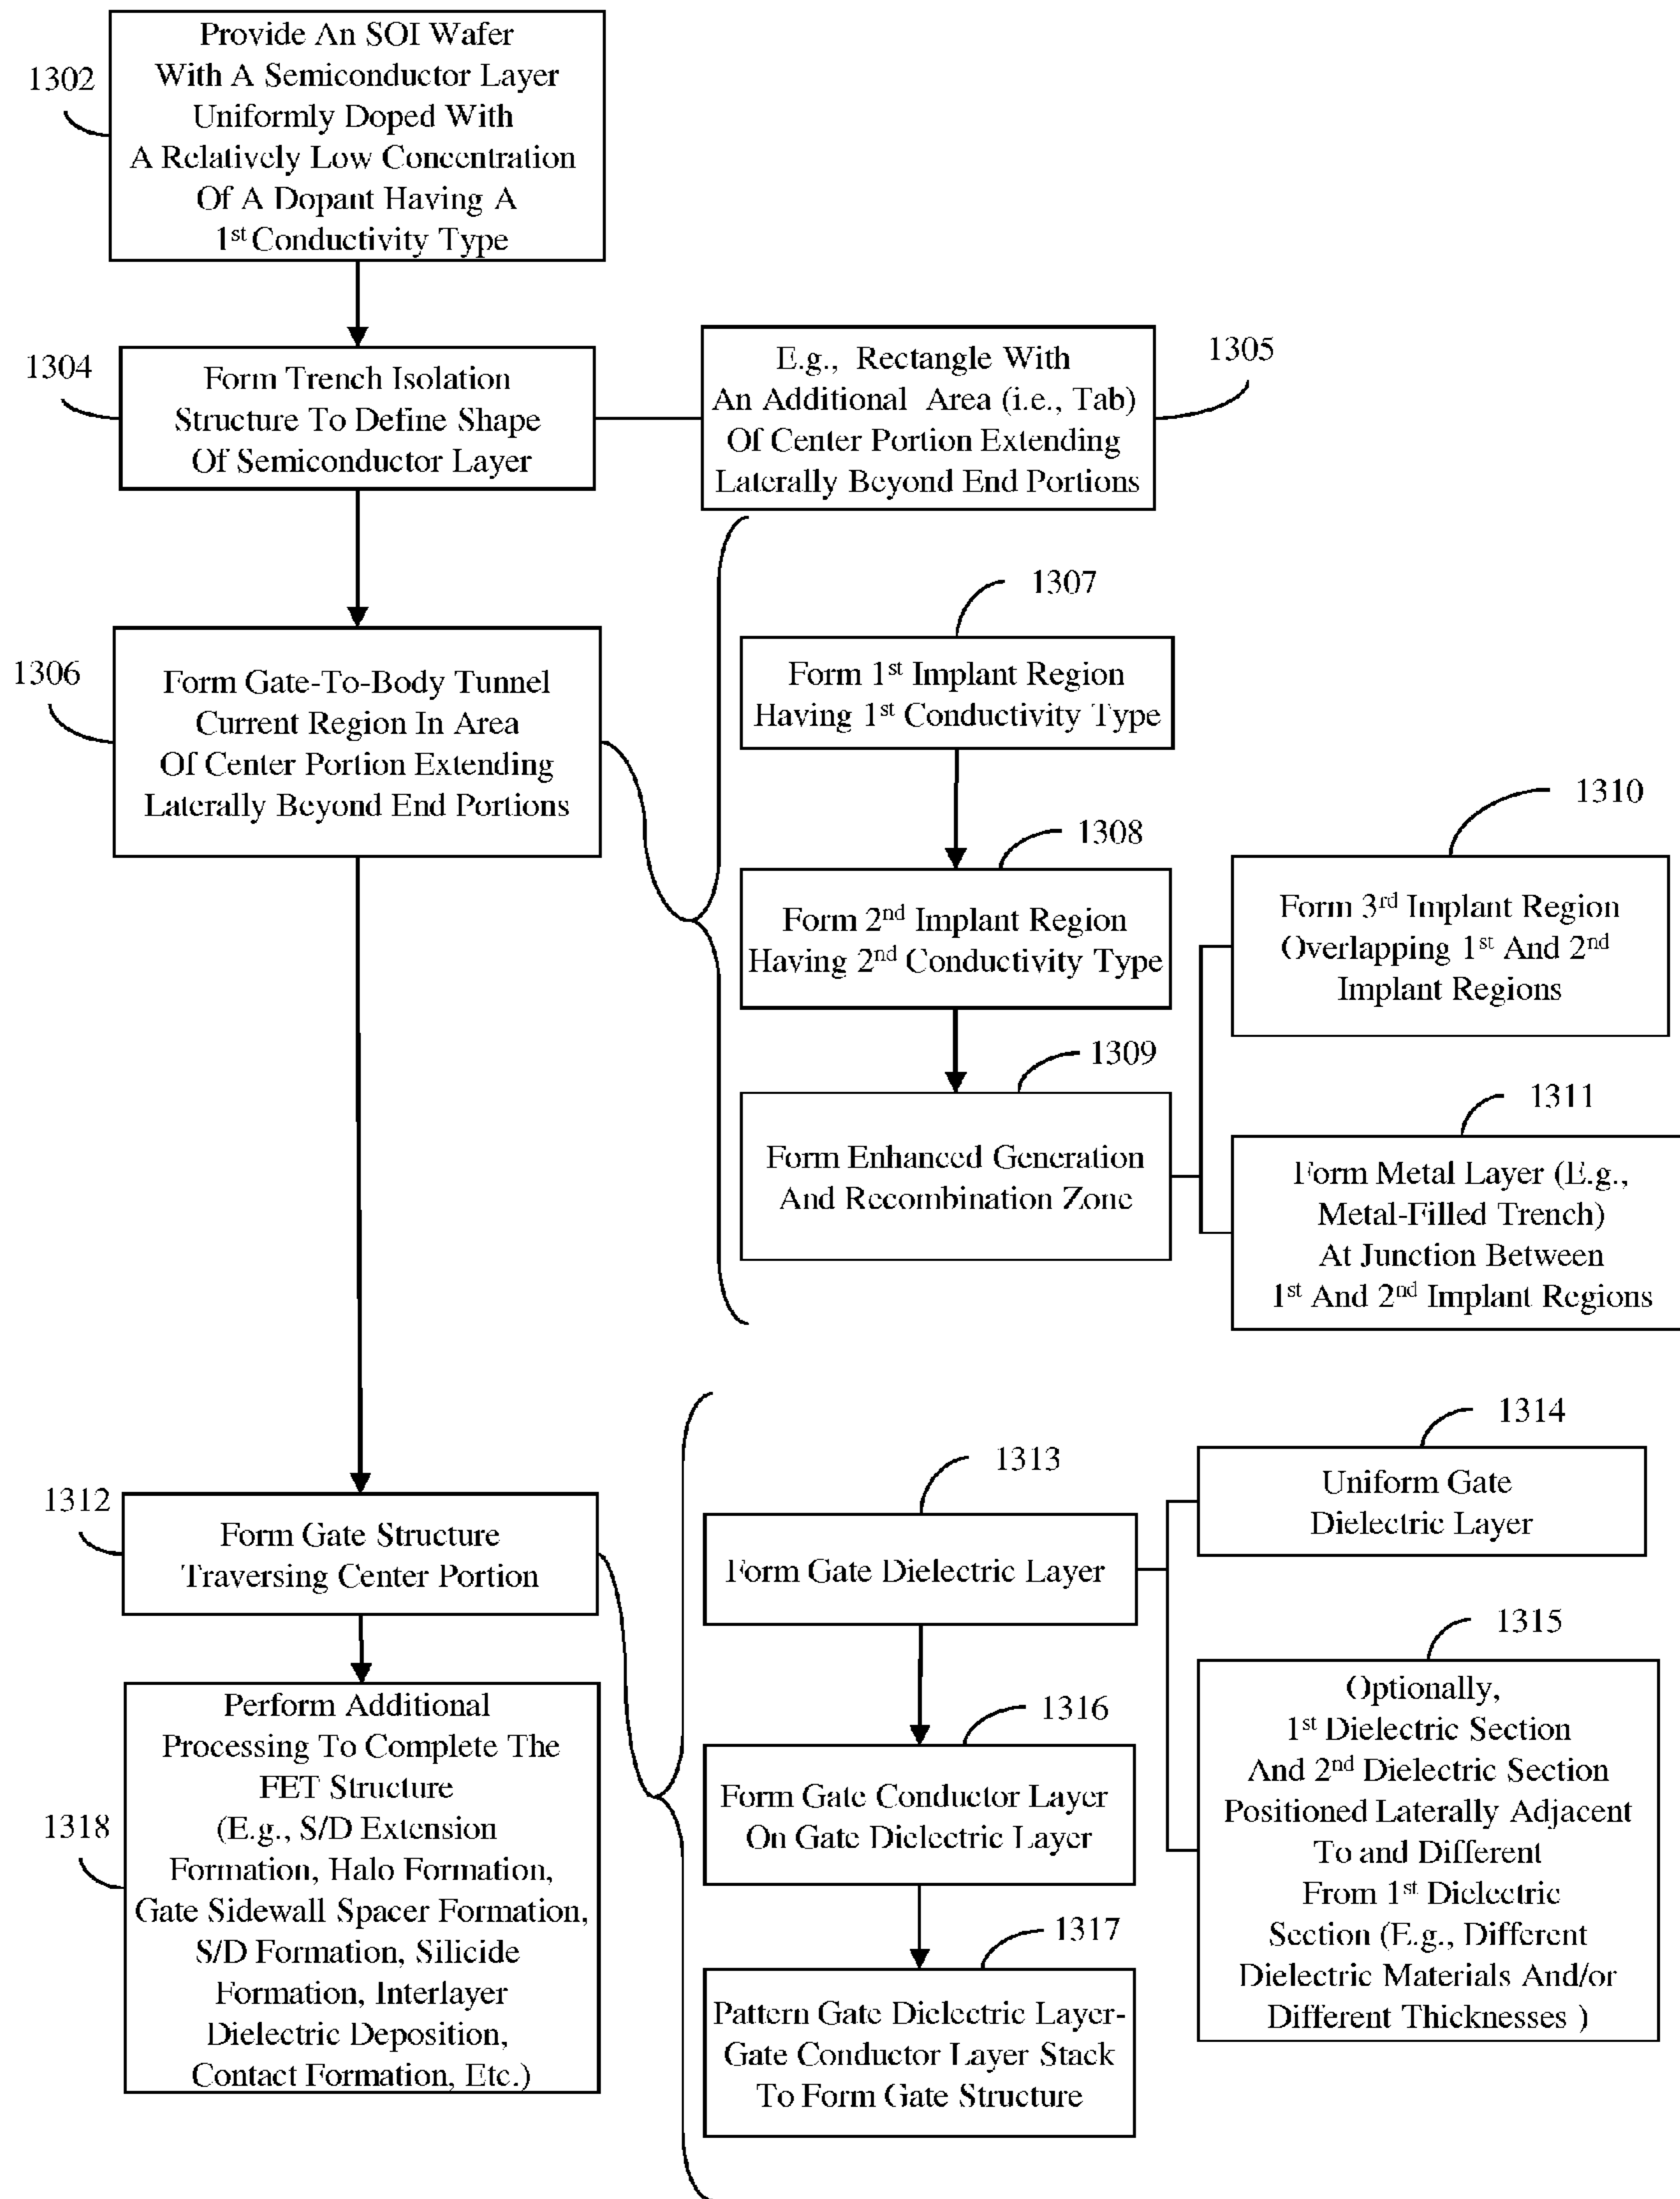 1302
Provide An SOI Wafer
With A Semiconductor Layer
Uniformly Doped With
A Relatively Low Concentration
Of A Dopant Having A
1st Conductivity Type
1304
Form Trench Isolation
Structure To Define Shape
Of Semiconductor Layer
1305
E.g., Rectangle With
An Additional Area (i.e., Tab)
Of Center Portion Extending
Laterally Beyond End Portions
1306
Form Gate-To-Body Tunnel
Current Region In Area
Of Center Portion Extending
Laterally Beyond End Portions
1307
Form 1st Implant Region
Having 1st Conductivity Type
1308
Form 2nd Implant Region
Having 2nd Conductivity Type
1309
Form Enhanced Generation
And Recombination Zone
1310
Form 3rd Implant Region
Overlapping 1st And 2nd
Implant Regions
1311
Form Metal Layer (E.g.,
Metal-Filled Trench)
At Junction Between
1st And 2nd Implant Regions
1312
Form Gate Structure
Traversing Center Portion
1313
Form Gate Dielectric Layer
1314
Uniform Gate
Dielectric Layer
1315
Optionally,
1st Dielectric Section
And 2nd Dielectric Section
Positioned Laterally Adjacent
To and Different
From 1st Dielectric
Section (E.g., Different
Dielectric Materials And/or
Different Thicknesses )
1316
Form Gate Conductor Layer
On Gate Dielectric Layer
1317
Pattern Gate Dielectric Layer-
Gate Conductor Layer Stack
To Form Gate Structure
1318
Perform Additional
Processing To Complete The
FET Structure
(E.g., S/D Extension
Formation, Halo Formation,
Gate Sidewall Spacer Formation,
S/D Formation, Silicide
Formation, Interlayer
Dielectric Deposition,
Contact Formation, Etc.)